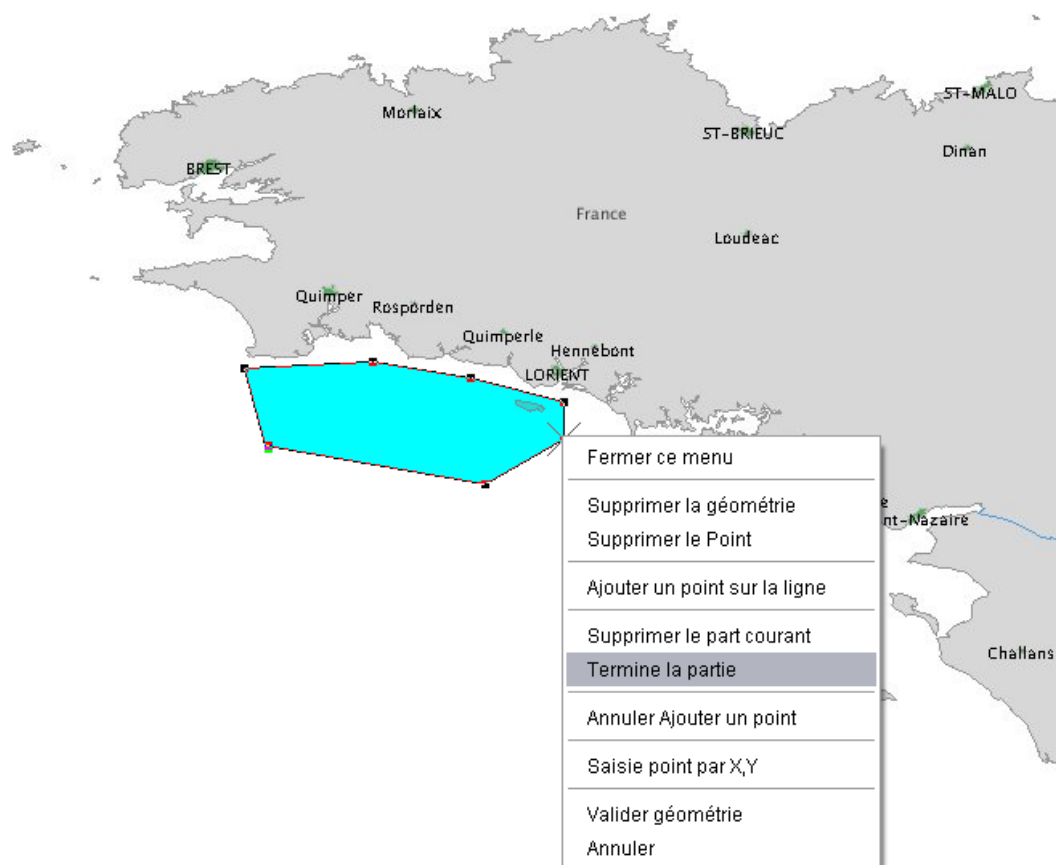 ST-MALO
Morlaix
ST-BRIEUC
Dinan
BREST
France
Loudeac
Quimper
Rosporden
Quimperle
Hennebont
LORIENT
Fermer ce menu
Supprimer la géométrie
e
nt-Nazaire
Supprimer le Point
Ajouter un point sur la ligne
Supprimer le part courant
Challans
Termine la partie
Annuler Ajouter un point
Saisie point par X,Y
Valider géométrie
Annuler